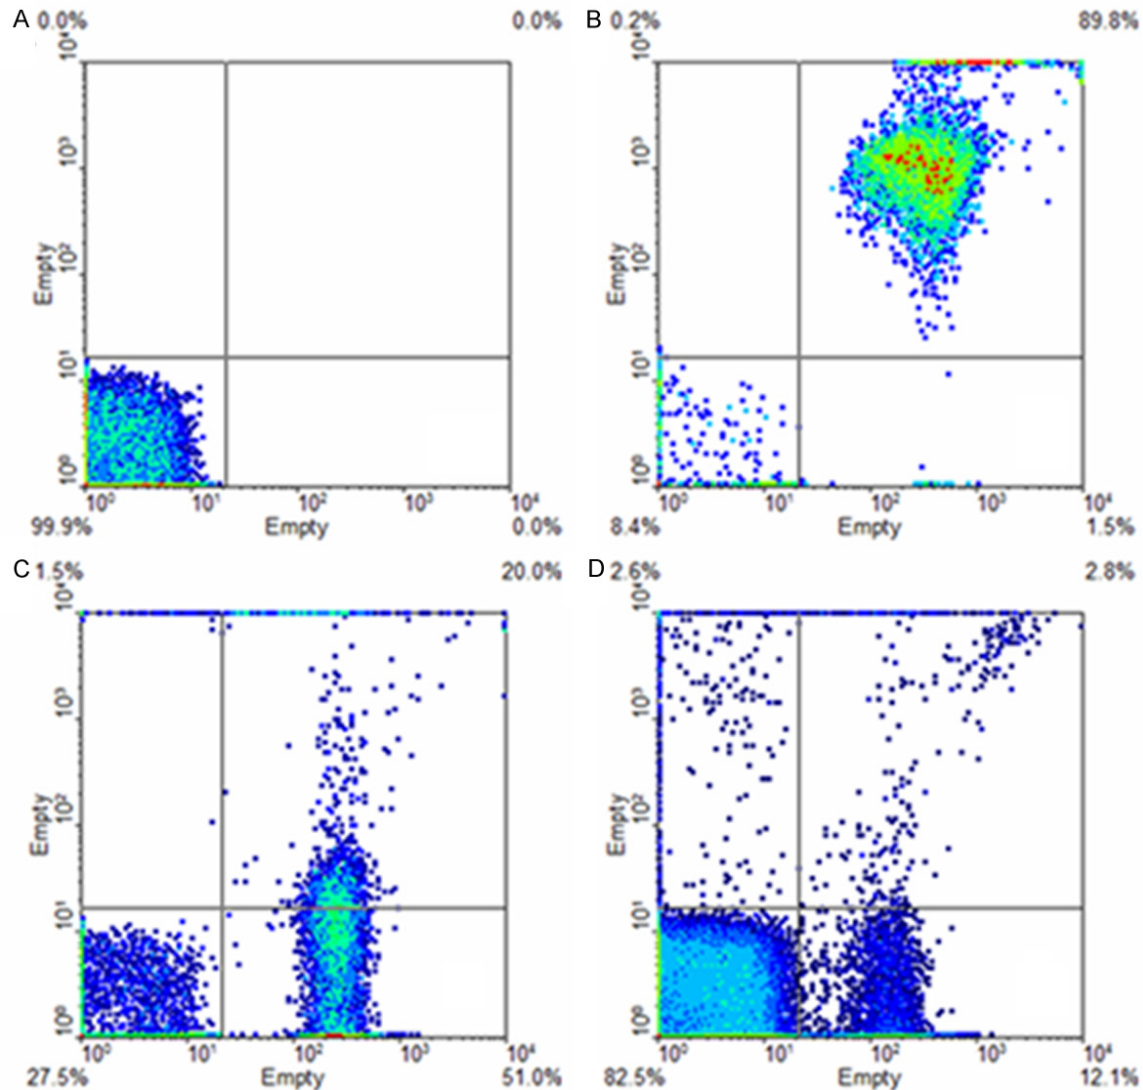 A 0.0% 0.0%
10⁴
10³
10²
10¹
10⁰
Empty
10⁰ 10¹ 10² 10³ 10⁴
99.9% Empty 0.0%
B 0.2% 89.8%
10⁴
10³
10²
10¹
10⁰
Empty
10⁰ 10¹ 10² 10³ 10⁴
8.4% Empty 1.5%
C 1.5% 20.0%
10⁴
10³
10²
10¹
10⁰
Empty
10⁰ 10¹ 10² 10³ 10⁴
27.5% Empty 51.0%
D 2.6% 2.8%
10⁴
10³
10²
10¹
10⁰
Empty
10⁰ 10¹ 10² 10³ 10⁴
82.5% Empty 12.1%